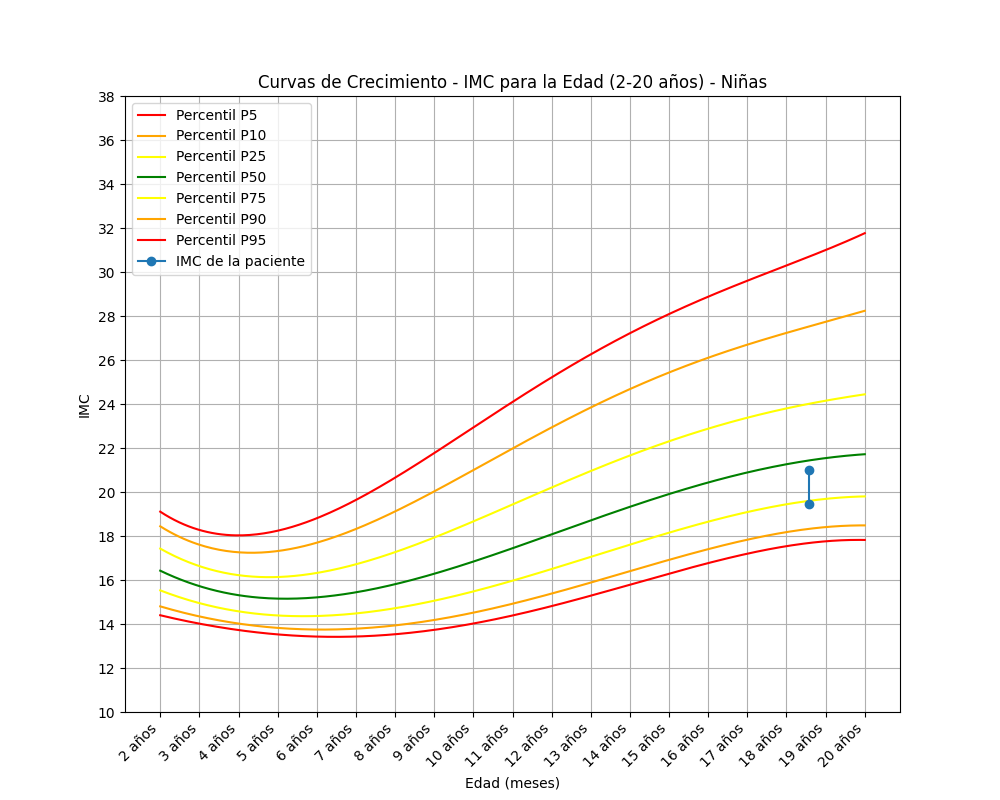 Curvas de Crecimiento - IMC para la Edad (2-20 años) - Niñas
38
36
34
32
30
28
26
24
22
20
18
16
14
12
10
IMC
Percentil P5
Percentil P10
Percentil P25
Percentil P50
Percentil P75
Percentil P90
Percentil P95
IMC de la paciente
2 años
3 años
4 años
5 años
6 años
7 años
8 años
9 años
10 años
11 años
12 años
13 años
14 años
15 años
16 años
17 años
18 años
19 años
20 años
Edad (meses)